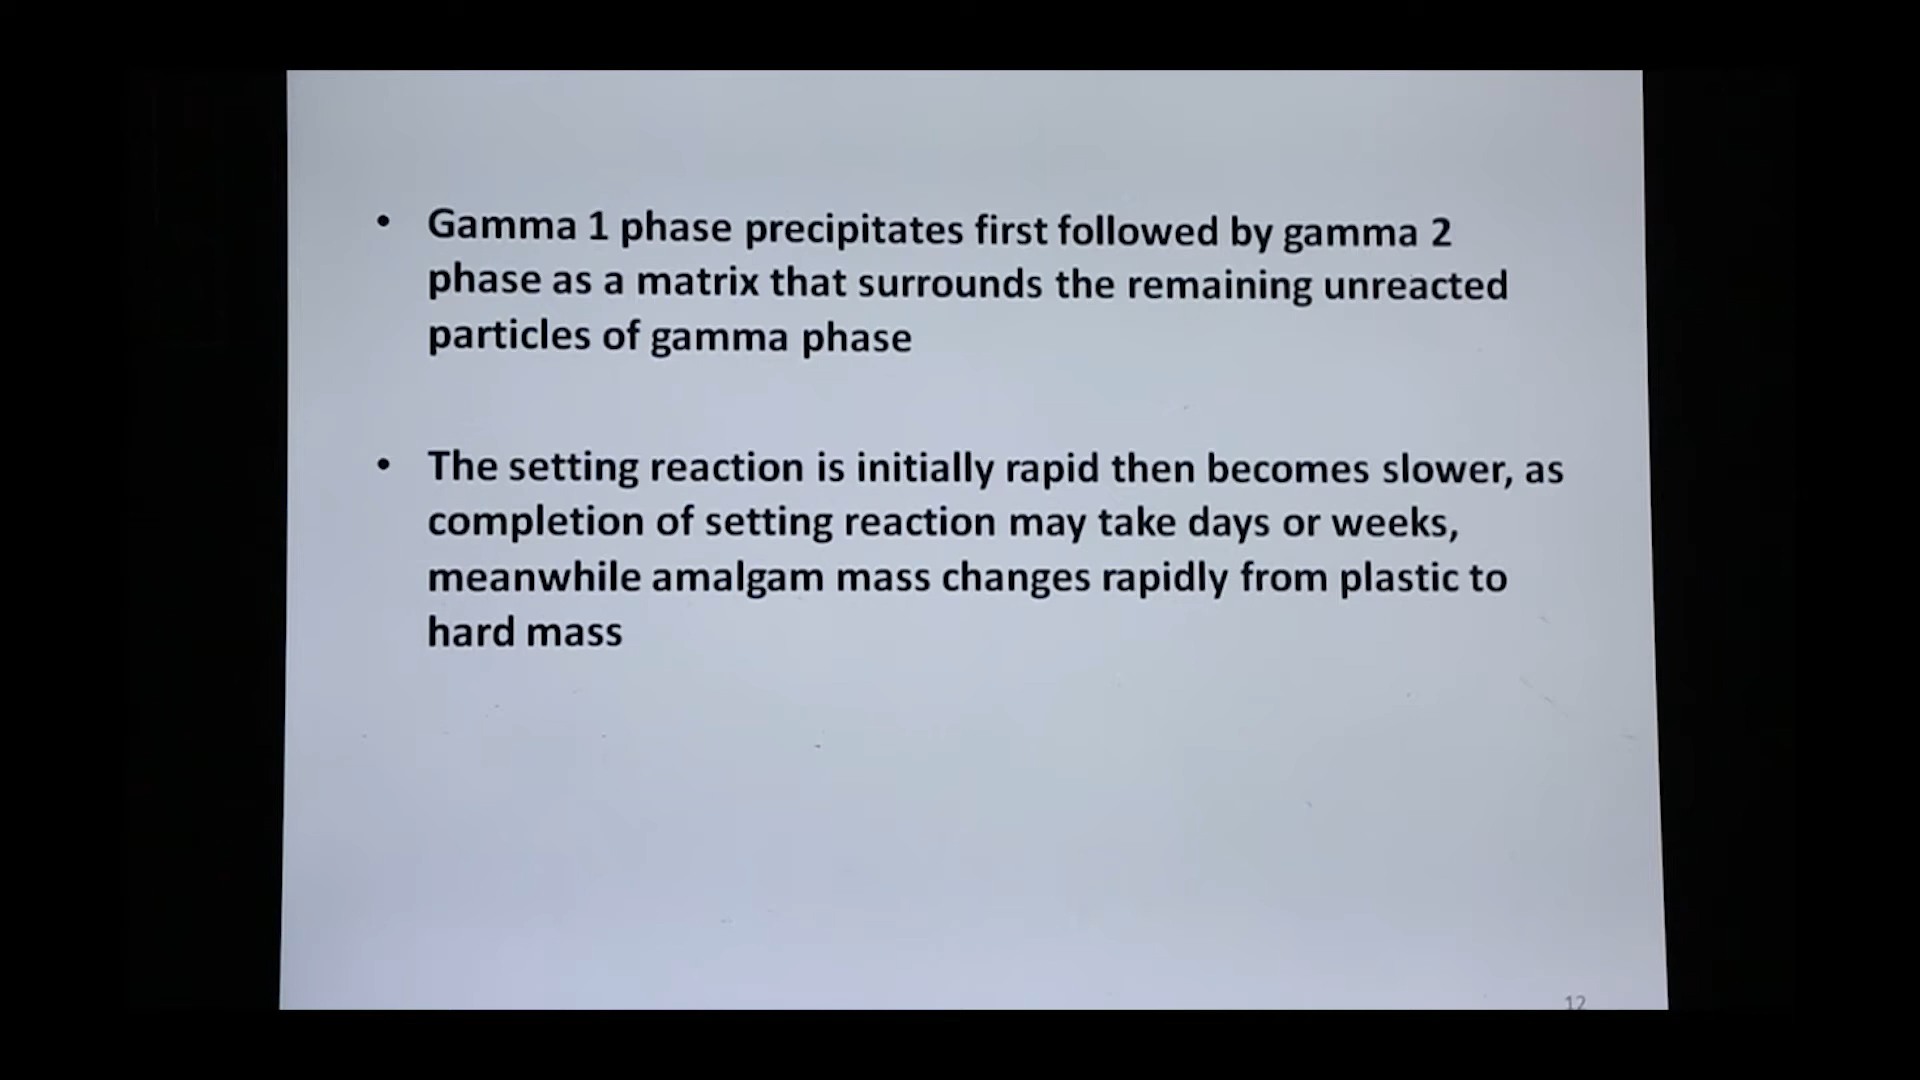 • Gamma 1 phase precipitates first followed by gamma 2
phase as a matrix that surrounds the remaining unreacted
particles of gamma phase
• The setting reaction is initially rapid then becomes slower, as
completion of setting reaction may take days or weeks,
meanwhile amalgam mass changes rapidly from plastic to
hard mass
12